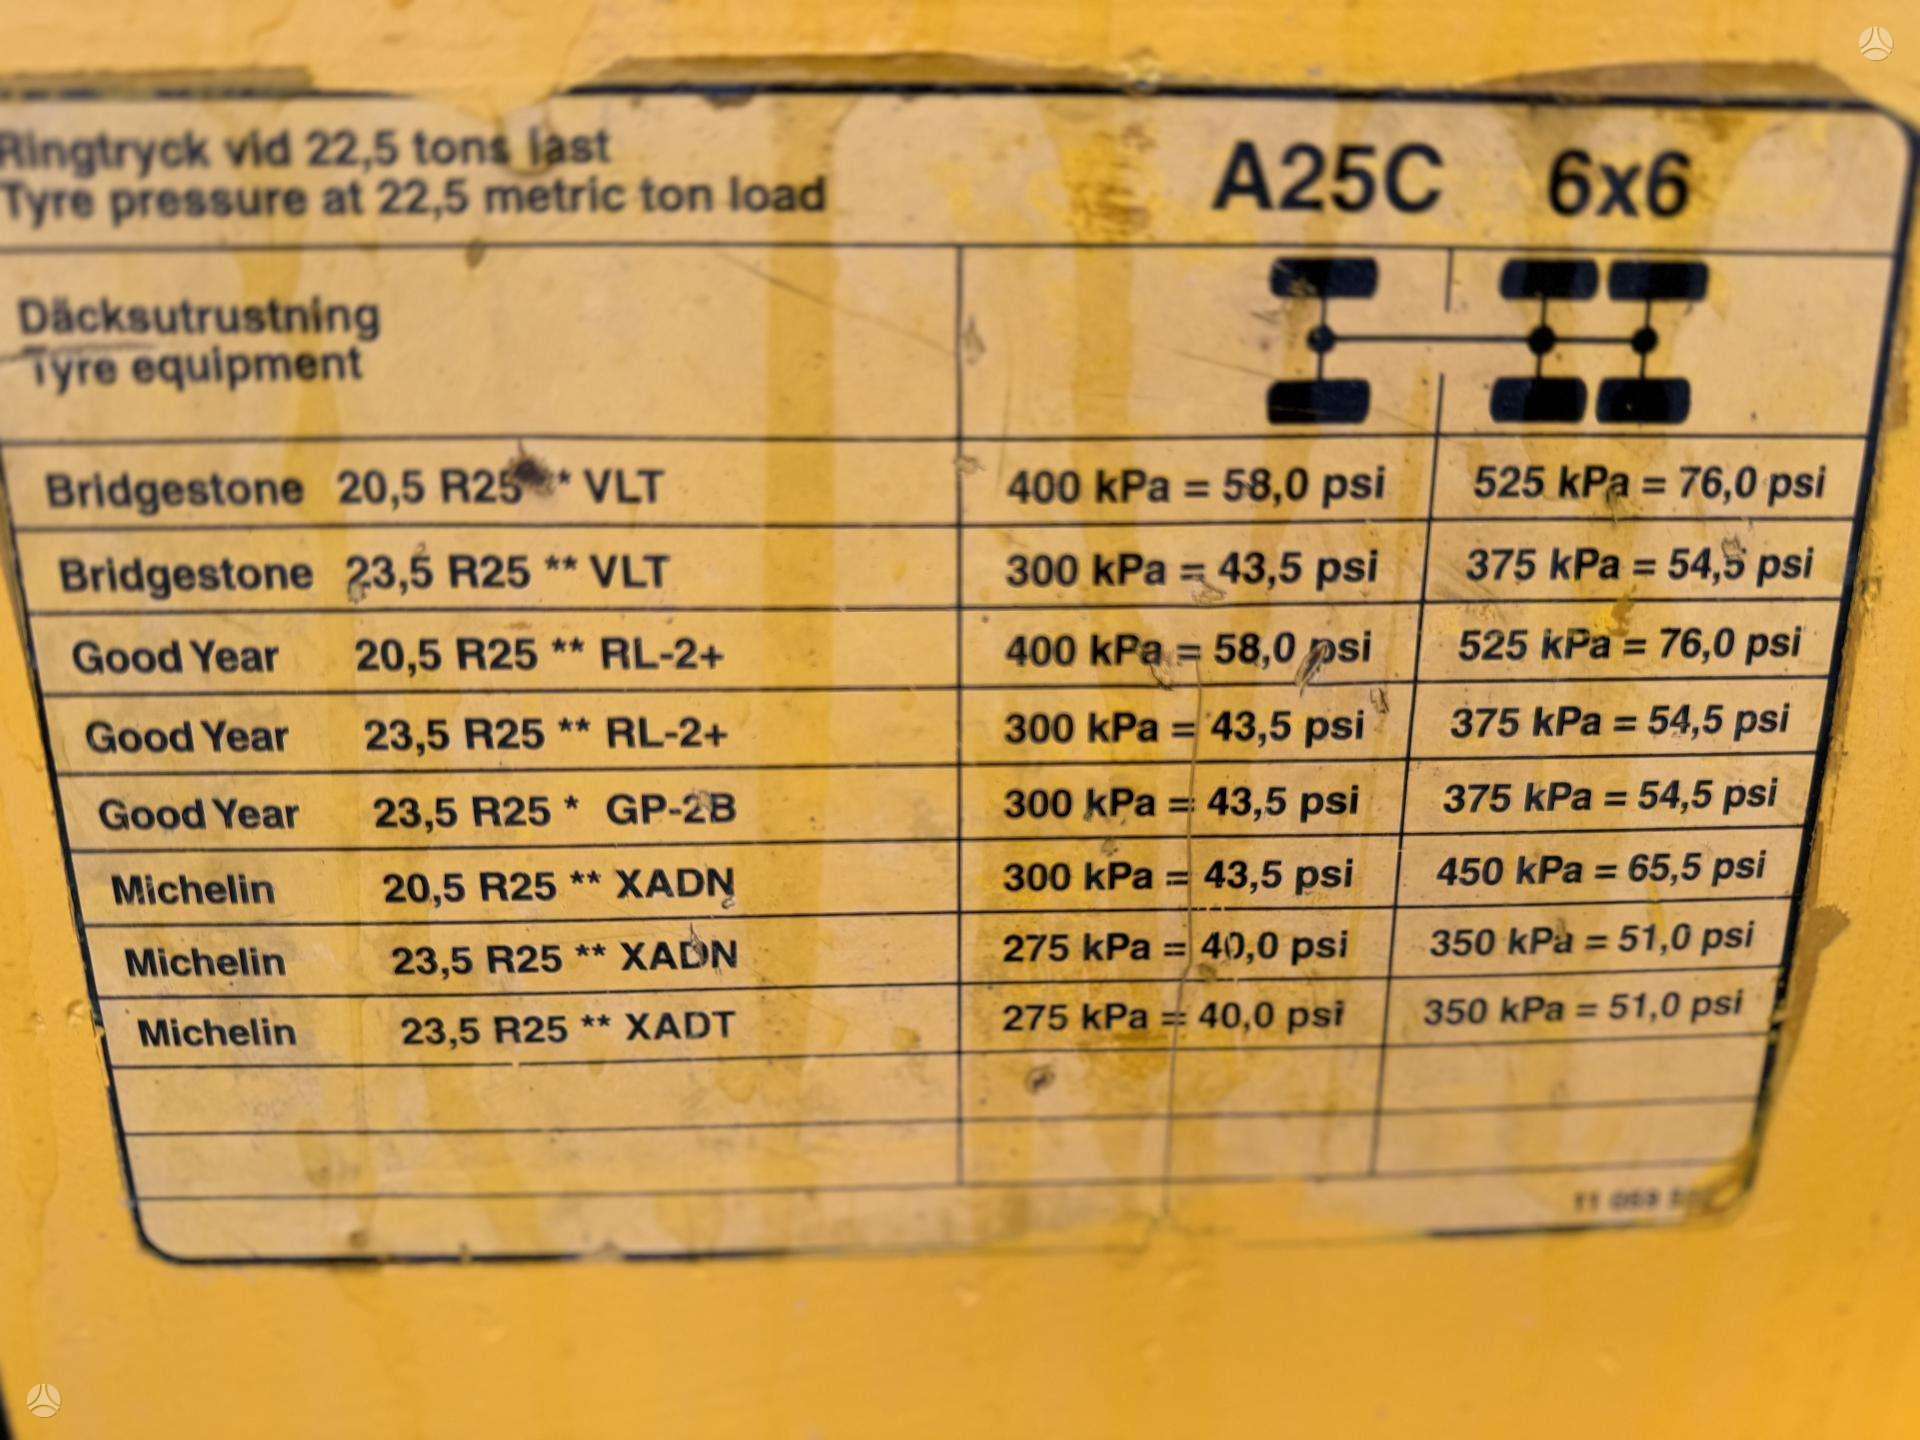 Ringtryck vid 22,5 tons last
Tyre pressure at 22,5 metric ton load
A25C 6x6
Däcksutrustning
Tyre equipment
Bridgestone 20,5 R25 ** VLT 400 kPa = 58,0 psi 525 kPa = 76,0 psi
Bridgestone 23,5 R25 ** VLT 300 kPa = 43,5 psi 375 kPa = 54,5 psi
Good Year 20,5 R25 ** RL-2+ 400 kPa = 58,0 psi 525 kPa = 76,0 psi
Good Year 23,5 R25 ** RL-2+ 300 kPa = 43,5 psi 375 kPa = 54,5 psi
Good Year 23,5 R25 * GP-2B 300 kPa = 43,5 psi 375 kPa = 54,5 psi
Michelin 20,5 R25 ** XADN 300 kPa = 43,5 psi 450 kPa = 65,5 psi
Michelin 23,5 R25 ** XADN 275 kPa = 40,0 psi 350 kPa = 51,0 psi
Michelin 23,5 R25 ** XADT 275 kPa = 40,0 psi 350 kPa = 51,0 psi
11